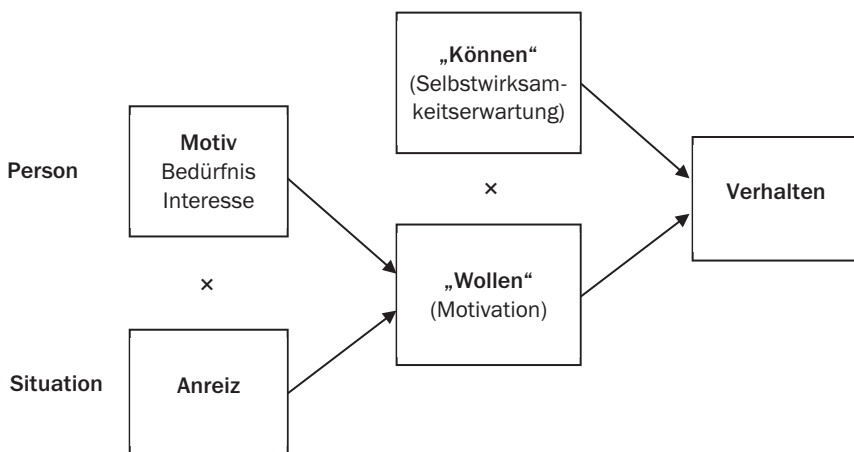 „Können“
(Selbstwirksam-
keitserwartung)
Person
Motiv
Bedürfnis
Interesse
×
Verhalten
×
„Wollen“
(Motivation)
Situation
Anreiz